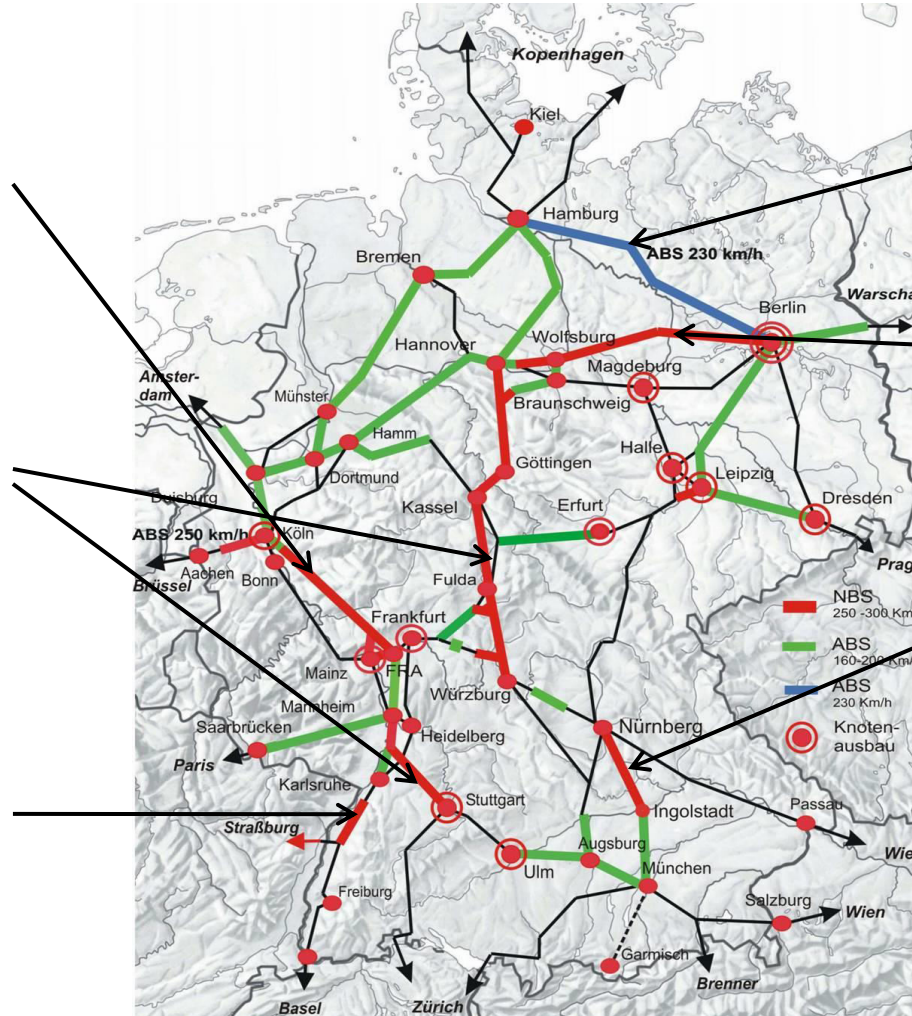 Kopenhagen
Kiel
Hamburg
ABS 230 km/h
Bremen
Berlin
Warscha
Wolfsburg
Hannover
Magdeburg
Amster-
dam
Münster
Braunschweig
Hamm
Halle
Göttingen
Leipzig
Dortmund
Duisburg
Kassel
Erfurt
Dresden
ABS 250 km/h
Köln
Aachen
Brüssel
Bonn
Prag
Fulda
NBS
250 -300 Km/
Frankfurt
ABS
160-200 Km/
Mainz
FRA
Würzburg
ABS
230 Km/h
Mannheim
Saarbrücken
Heidelberg
Nürnberg
Knoten-
ausbau
Paris
Karlsruhe
Stuttgart
Ingolstadt
Passau
Straßburg
Wie
Augsburg
Ulm
München
Freiburg
Salzburg
Wien
Garmisch
Brenner
Basel
Zürich